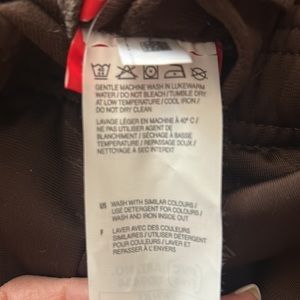 GENTLE MACHINE WASH IN LUKEWARM
WATER / DO NOT BLEACH / TUMBLE DRY
AT LOW TEMPERATURE / COOL IRON /
DO NOT DRY CLEAN
LAVAGE LÉGER EN MACHINE À 40° C /
NE PAS UTILISER AGENT DE
BLANCHIMENT / SÉCHAGE À BASSE
TEMPÉRATURE / REPASSAGE DOUX /
NETTOYAGE À SEC INTERDIT
US WASH WITH SIMILAR COLOURS /
USE DETERGENT FOR COLOURS /
WASH AND IRON INSIDE OUT
F LAVER AVEC DES COULEURS
SIMILAIRES / UTILISER DÉTERGENT
POUR COULEURS / LAVER ET
REPASSER À L'ENVERS